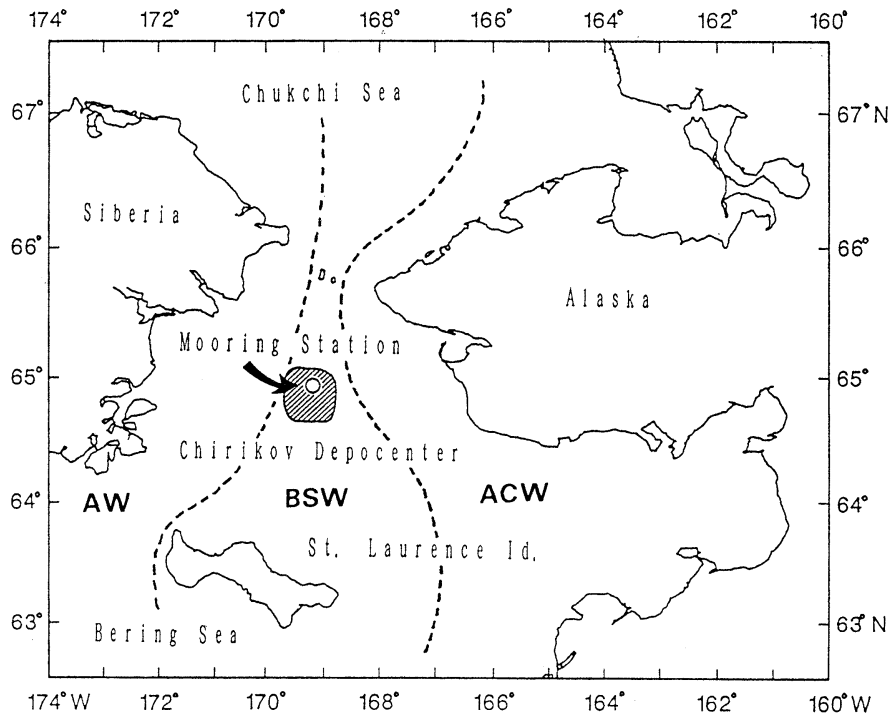 174° 172° 170° 168° 166° 164° 162° 160°
Chukchi Sea
67° 67°N
Siberia
66° 66°
Alaska
Mooring Station
65° 65°
Chirikov Depocenter
AW BSW ACW
64° 64°
St. Laurence Id.
63° 63°N
Bering Sea
174°W 172° 170° 168° 166° 164° 162° 160°W